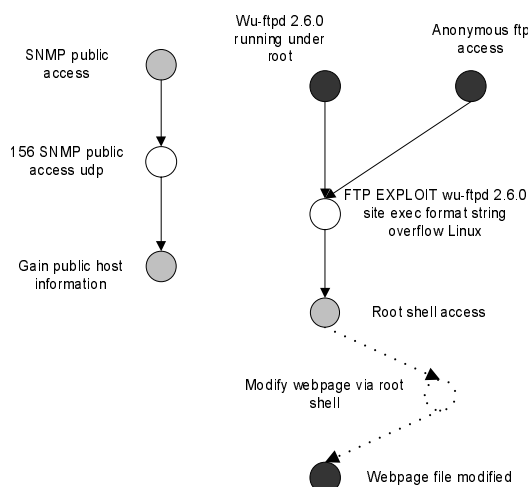 Wu-ftpd 2.6.0
running under
root
Anonymous ftp
access
SNMP public
access
156 SNMP public
access udp
FTP EXPLOIT wu-ftpd 2.6.0
site exec format string
overflow Linux
Gain public host
information
Root shell access
Modify webpage via root
shell
Webpage file modified